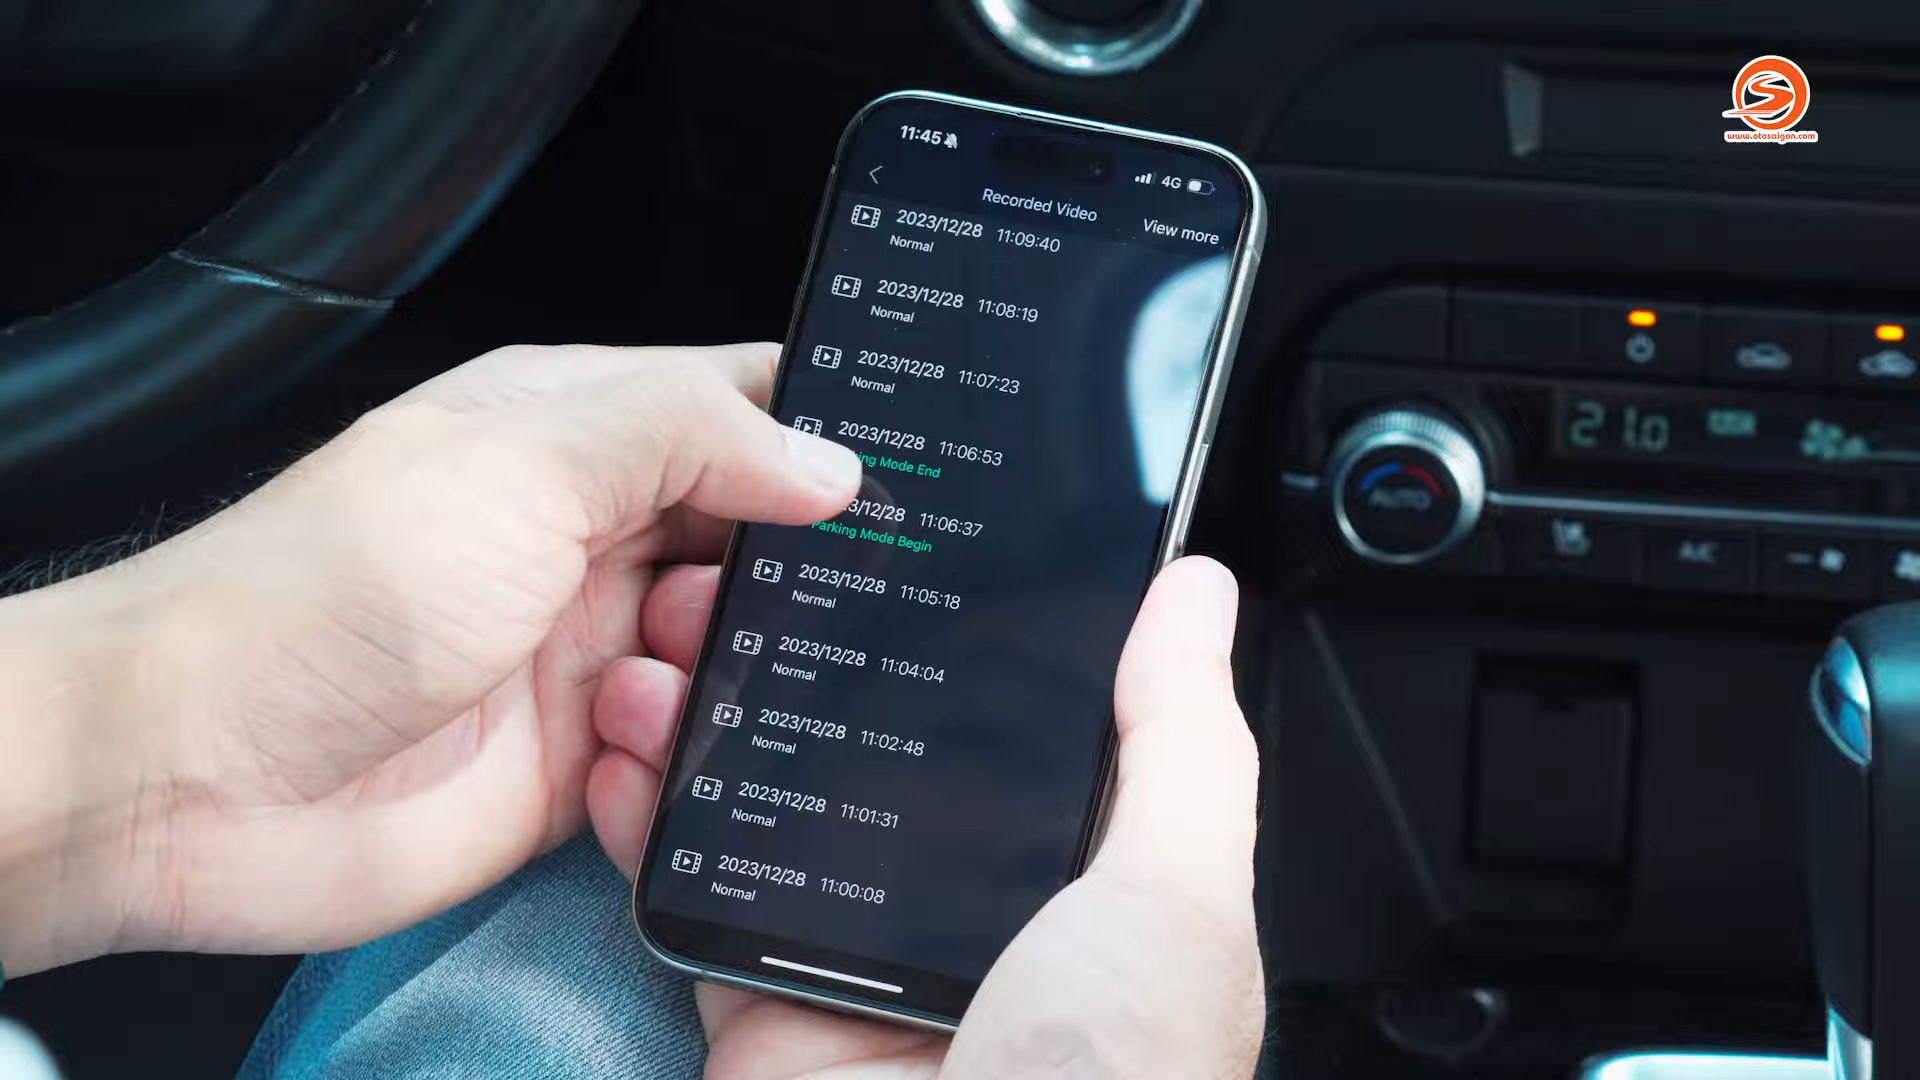 www.otosaigon.com
11:45
4G
Recorded Video
View more
2023/12/28 11:09:40
Normal
2023/12/28 11:08:19
Normal
2023/12/28 11:07:23
Normal
2023/12/28 11:06:53
Mode End
3/12/28 11:06:37
Parking Mode Begin
2023/12/28 11:05:18
Normal
2023/12/28 11:04:04
Normal
2023/12/28 11:02:48
Normal
2023/12/28 11:01:31
Normal
2023/12/28 11:00:08
Normal
21.0
AUTO
A/C